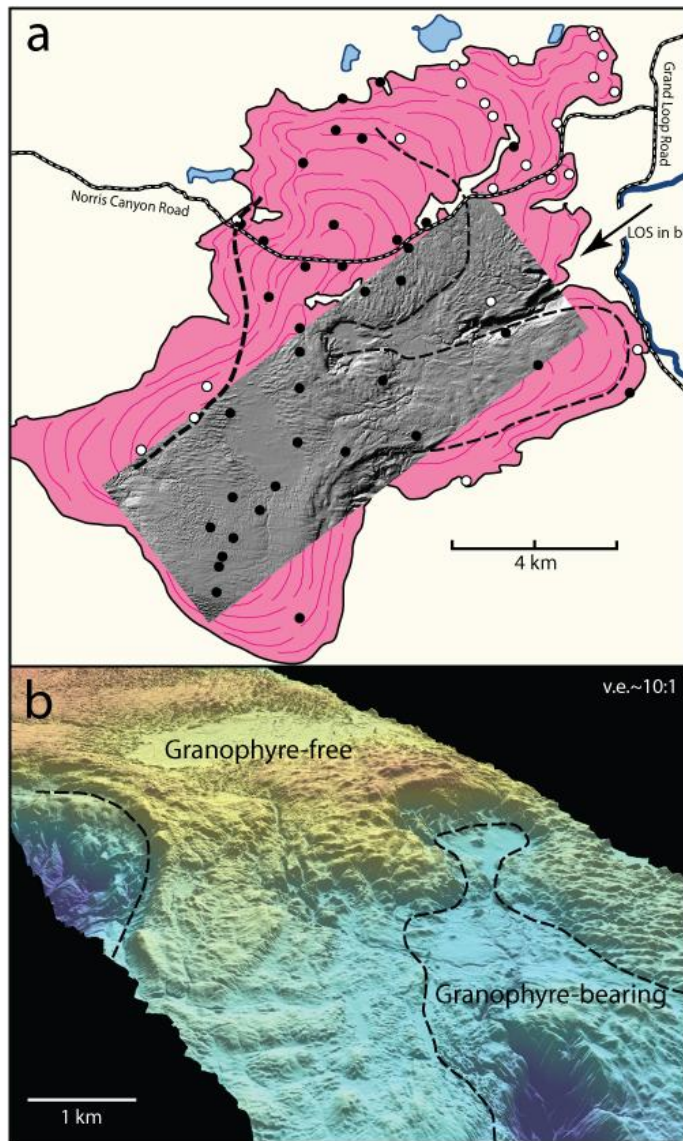 a
Grand Loop Road
Norris Canyon Road
LOS in b
4 km
b
v.e.~10:1
Granophyre-free
Granophyre-bearing
1 km